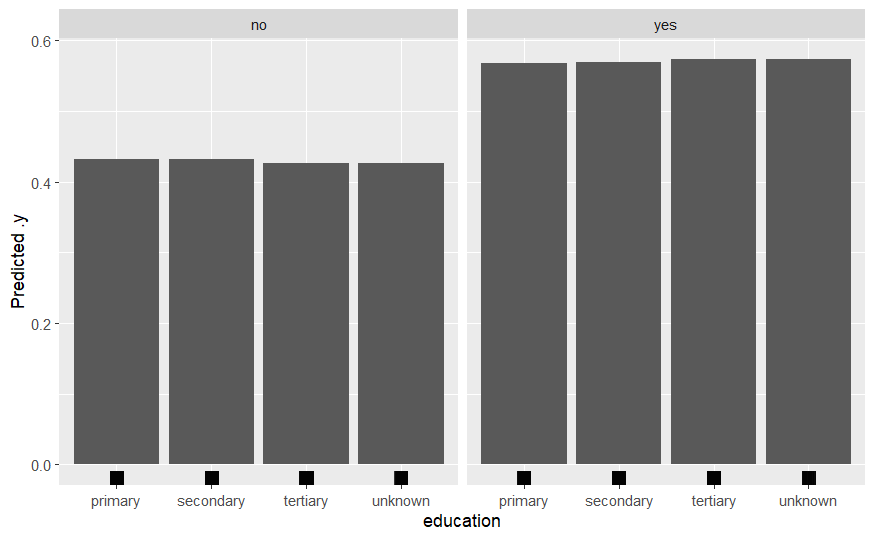 no
yes
0.6
0.4
0.2
0.0
Predicted .y
primary secondary tertiary unknown
primary secondary tertiary unknown
education